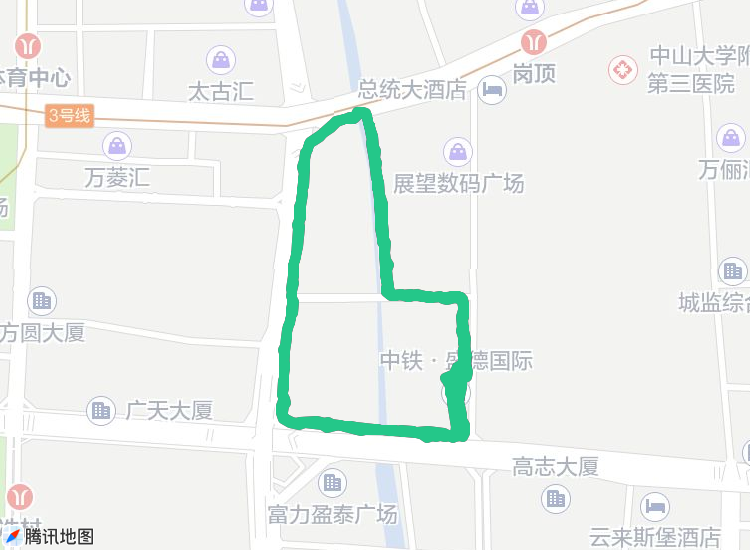 体育中心
太古汇
总统大酒店
岗顶
中山大学附
第三医院
3号线
万菱汇
展望数码广场
万俪汇
场
城监综合
方圆大厦
中铁·盛德国际
广天大厦
高志大厦
富力盈泰广场
云来斯堡酒店
腾讯地图